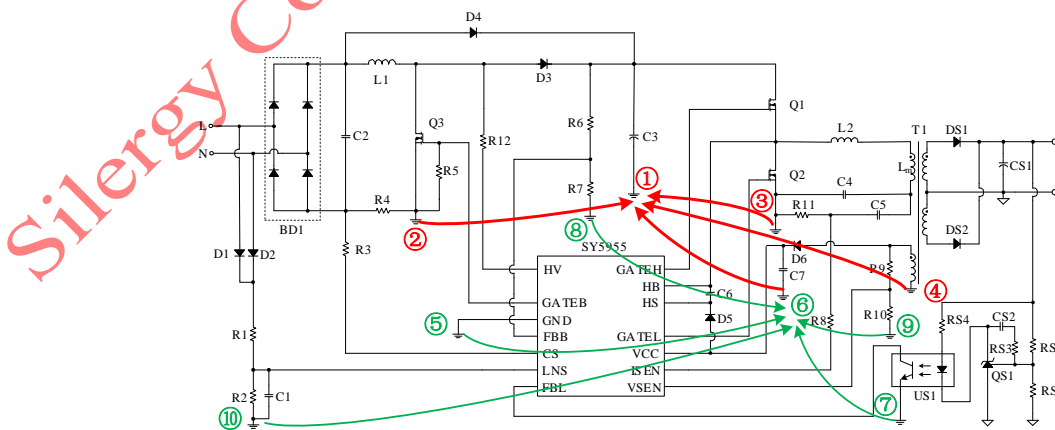 Silergy Co
D4
L1
D3
Q1
Q3
R12
R6
C3
C2
L
N
R5
R7
L2
T1
DS1
Lm
CS1
Q2
C4
①
R4
BD1
②
③
R11
C5
DS2
⑧
SY5955
D1
D2
R3
HV
GATEH
D6
R9
④
C7
HB
C6
⑥
GATEB
HS
⑤
GND
D5
R8
R10
⑨
RS4
CS2
R1
FBB
GATEL
CS
VCC
RS3
RS
LNS
ISEN
QS1
R2
C1
FBL
VSEN
US1
RS
⑩
⑦